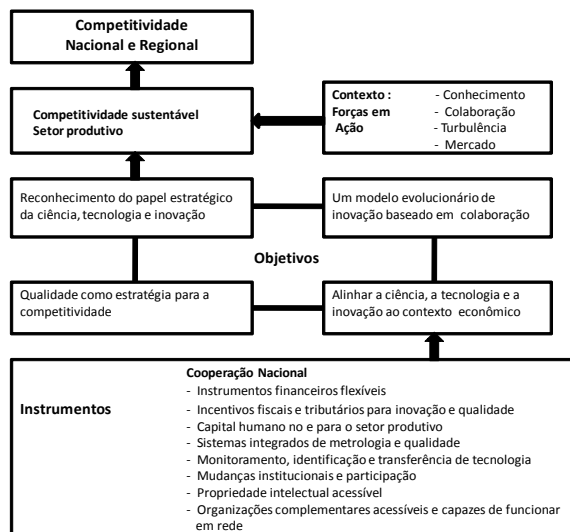 Competitividade
Nacional e Regional
Competitividade sustentável
Setor produtivo
Contexto :
Forças em
Ação
- Conhecimento
- Colaboração
- Turbulência
- Mercado
Reconhecimento do papel estratégico
da ciência, tecnologia e inovação
Um modelo evolucionário de
inovação baseado em colaboração
Objetivos
Qualidade como estratégia para a
competitividade
Alinhar a ciência, a tecnologia e a
inovação ao contexto econômico
Instrumentos
Cooperação Nacional
- Instrumentos financeiros flexíveis
- Incentivos fiscais e tributários para inovação e qualidade
- Capital humano no e para o setor produtivo
- Sistemas integrados de metrologia e qualidade
- Monitoramento, identificação e transferência de tecnologia
- Mudanças institucionais e participação
- Propriedade intelectual acessível
- Organizações complementares acessíveis e capazes de funcionar
em rede